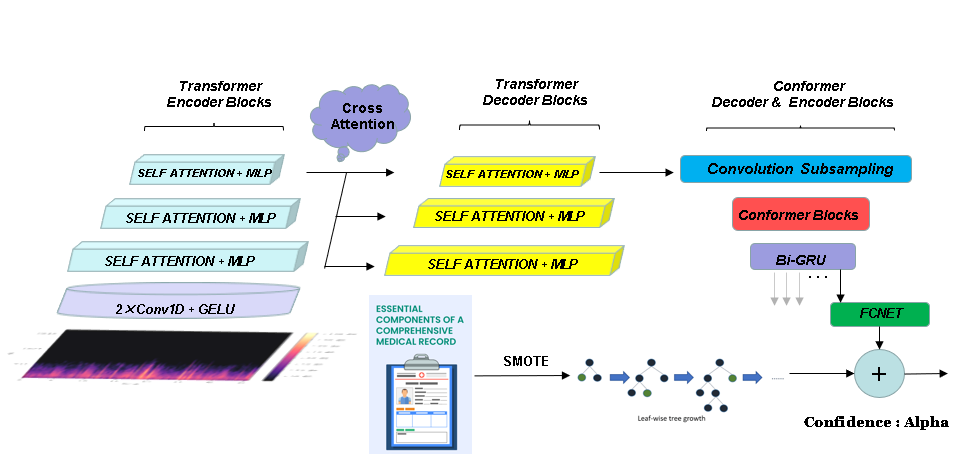 Transformer
Encoder Blocks
Cross
Attention
Transformer
Decoder Blocks
Conformer
Decoder & Encoder Blocks
SELF ATTENTION + MLP
SELF ATTENTION + MLP
SELF ATTENTION + MLP
2×Conv1D + GELU
SELF ATTENTION + MLP
SELF ATTENTION + MLP
SELF ATTENTION + MLP
Convolution Subsampling
Conformer Blocks
Bi-GRU
...
FCNET
ESSENTIAL
COMPONENTS OF A
COMPREHENSIVE
MEDICAL RECORD
SMOTE
Leaf-wise tree growth
......
+
Confidence : Alpha